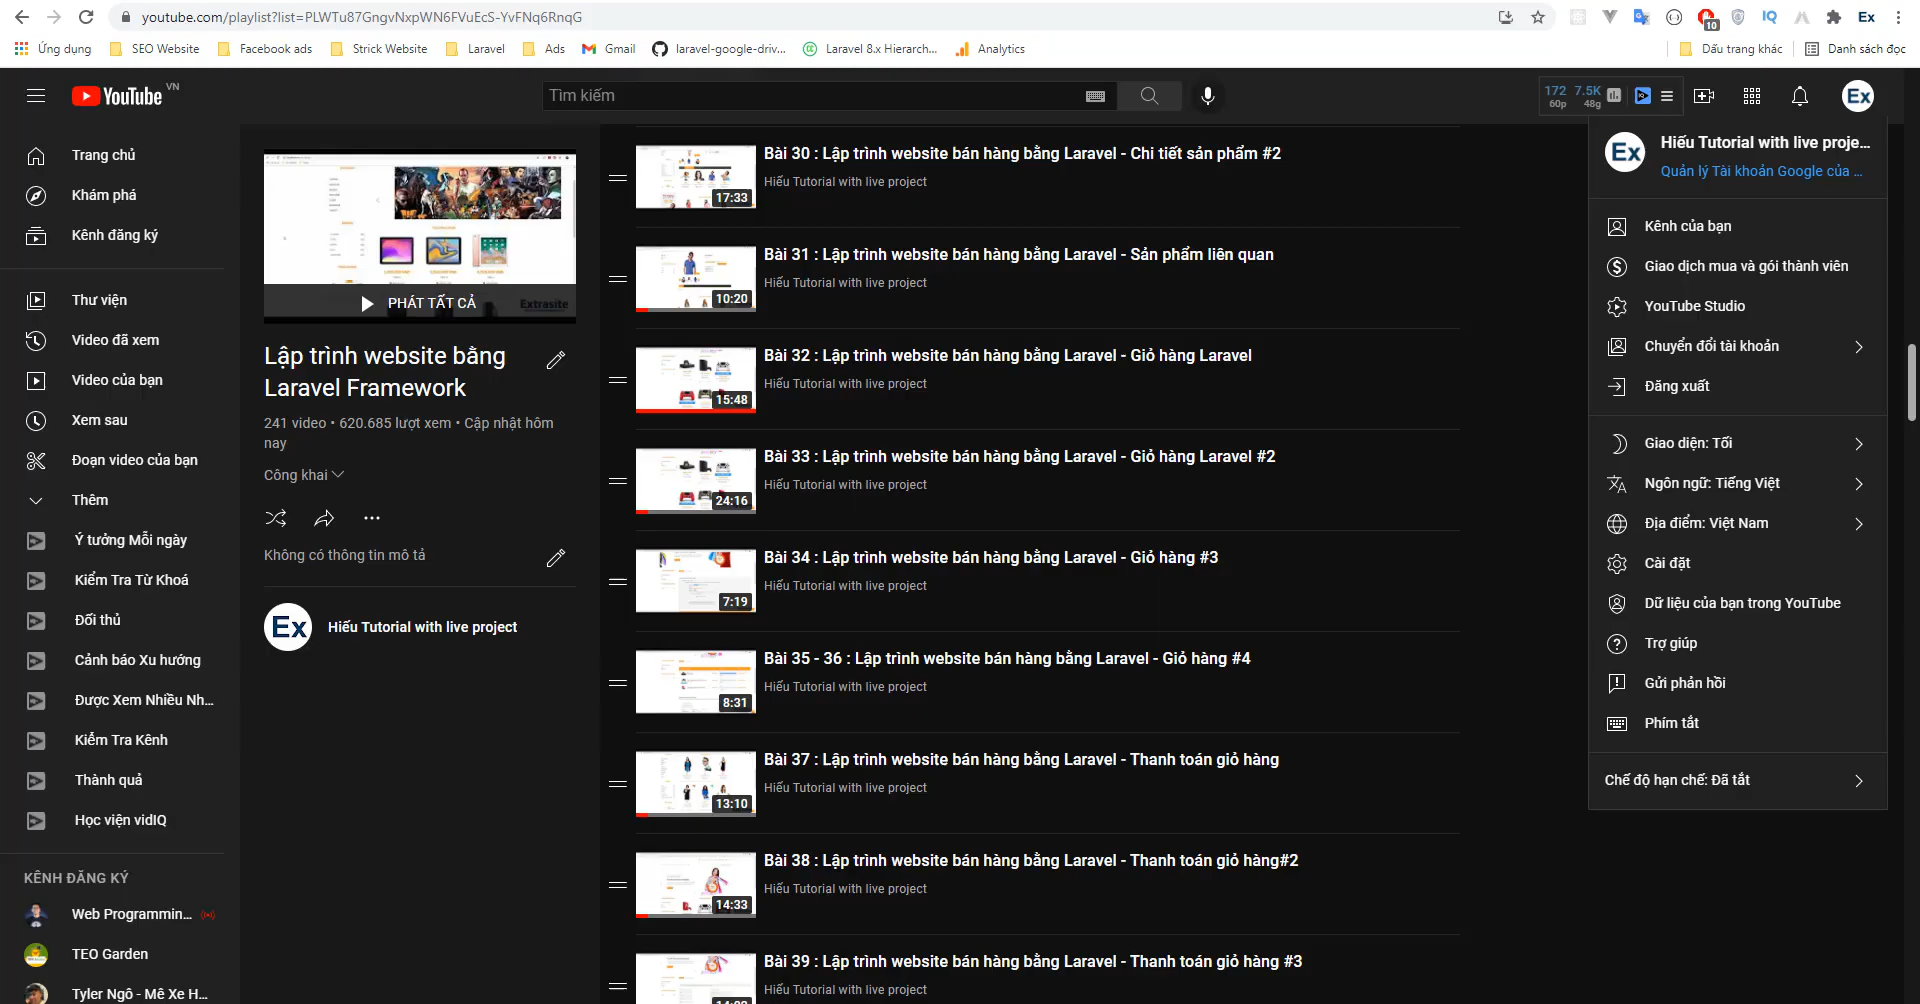 youtube.com/playlist?list=PLWTu87GngvNxpWN6FVuEcS-YvFNq6RnqG
10
IQ
Ex
Ứng dụng
SEO Website
Facebook ads
Strick Website
Laravel
Ads
Gmail
laravel-google-driv...
Laravel 8.x Hierarch...
Analytics
Dấu trang khác
Danh sách đọc
YouTube VN
Tìm kiếm
172 7.5K
60p 48g
Ex
Trang chủ
Khám phá
Kênh đăng ký
Thư viện
Video đã xem
Video của bạn
Xem sau
Đoạn video của bạn
Thêm
Ý tưởng Mỗi ngày
Kiểm Tra Từ Khoá
Đối thủ
Cảnh báo Xu hướng
Được Xem Nhiều Nh...
Kiểm Tra Kênh
Thành quả
Học viện vidIQ
KÊNH ĐĂNG KÝ
Web Programmin...
TEO Garden
Tyler Ngô - Mê Xe H...
PHÁT TẤT CẢ
Extrasite
Lập trình website bằng
Laravel Framework
241 video • 620.685 lượt xem • Cập nhật hôm
nay
Công khai
Không có thông tin mô tả
Ex
Hiếu Tutorial with live project
17:33
Bài 30 : Lập trình website bán hàng bằng Laravel - Chi tiết sản phẩm #2
Hiếu Tutorial with live project
10:20
Bài 31 : Lập trình website bán hàng bằng Laravel - Sản phẩm liên quan
Hiếu Tutorial with live project
15:48
Bài 32 : Lập trình website bán hàng bằng Laravel - Giỏ hàng Laravel
Hiếu Tutorial with live project
24:16
Bài 33 : Lập trình website bán hàng bằng Laravel - Giỏ hàng Laravel #2
Hiếu Tutorial with live project
7:19
Bài 34 : Lập trình website bán hàng bằng Laravel - Giỏ hàng #3
Hiếu Tutorial with live project
8:31
Bài 35 - 36 : Lập trình website bán hàng bằng Laravel - Giỏ hàng #4
Hiếu Tutorial with live project
13:10
Bài 37 : Lập trình website bán hàng bằng Laravel - Thanh toán giỏ hàng
Hiếu Tutorial with live project
14:33
Bài 38 : Lập trình website bán hàng bằng Laravel - Thanh toán giỏ hàng#2
Hiếu Tutorial with live project
Bài 39 : Lập trình website bán hàng bằng Laravel - Thanh toán giỏ hàng #3
Hiếu Tutorial with live project
Ex
Hiếu Tutorial with live proje...
Quản lý Tài khoản Google của ...
Kênh của bạn
Giao dịch mua và gói thành viên
YouTube Studio
Chuyển đổi tài khoản
Đăng xuất
Giao diện: Tối
Ngôn ngữ: Tiếng Việt
Địa điểm: Việt Nam
Cài đặt
Dữ liệu của bạn trong YouTube
Trợ giúp
Gửi phản hồi
Phím tắt
Chế độ hạn chế: Đã tắt